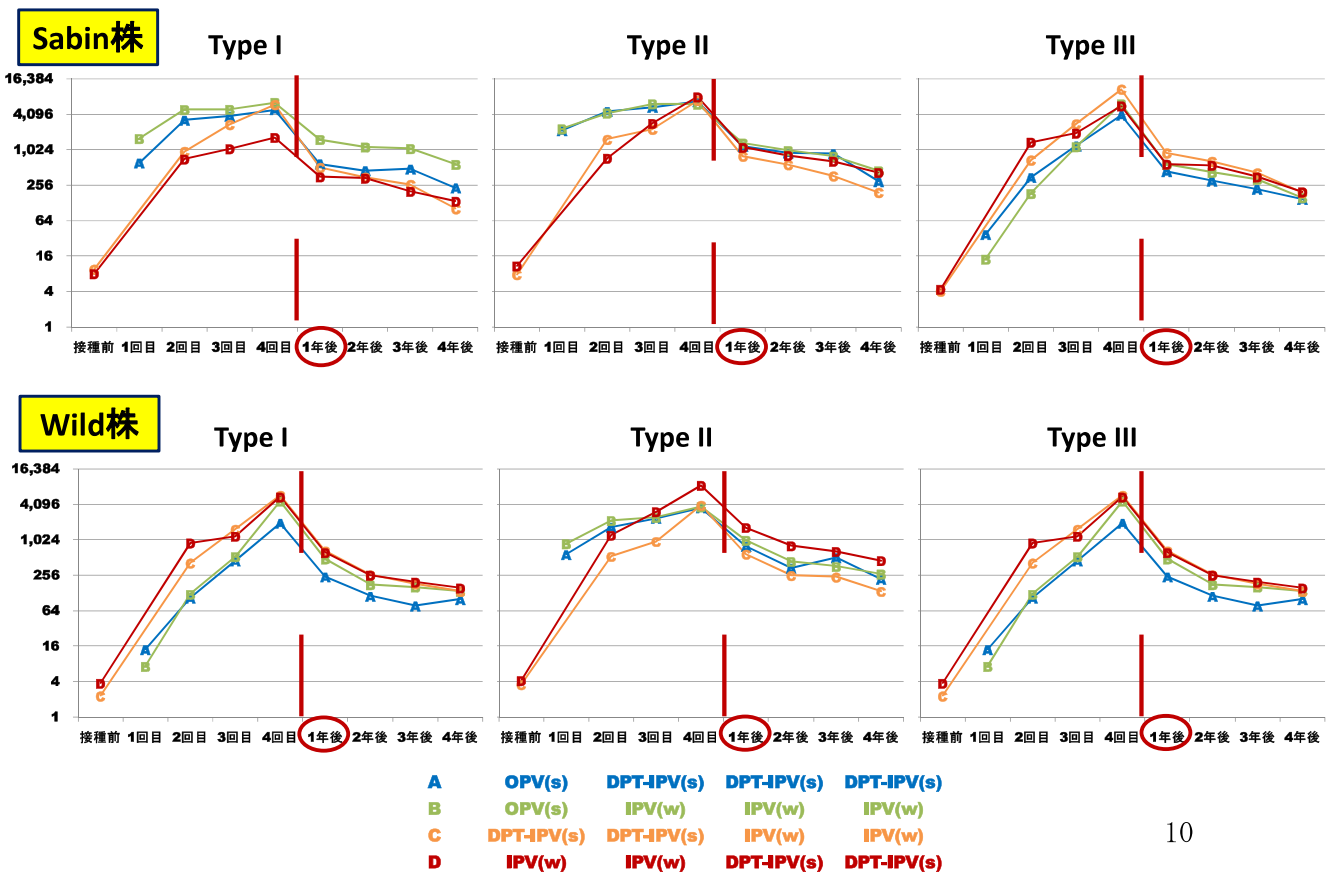 Sabin株
Type I
Type II
Type III
16,384
4,096
1,024
256
64
16
4
1
接種前 1回目 2回目 3回目 4回目 1年後 2年後 3年後 4年後
接種前 1回目 2回目 3回目 4回目 1年後 2年後 3年後 4年後
接種前 1回目 2回目 3回目 4回目 1年後 2年後 3年後 4年後
Wild株
Type I
Type II
Type III
16,384
4,096
1,024
256
64
16
4
1
接種前 1回目 2回目 3回目 4回目 1年後 2年後 3年後 4年後
接種前 1回目 2回目 3回目 4回目 1年後 2年後 3年後 4年後
接種前 1回目 2回目 3回目 4回目 1年後 2年後 3年後 4年後
A OPV(s) DPT-IPV(s) DPT-IPV(s) DPT-IPV(s)
B OPV(s) IPV(w) IPV(w) IPV(w)
C DPT-IPV(s) DPT-IPV(s) IPV(w) IPV(w)
D IPV(w) IPV(w) DPT-IPV(s) DPT-IPV(s)
10